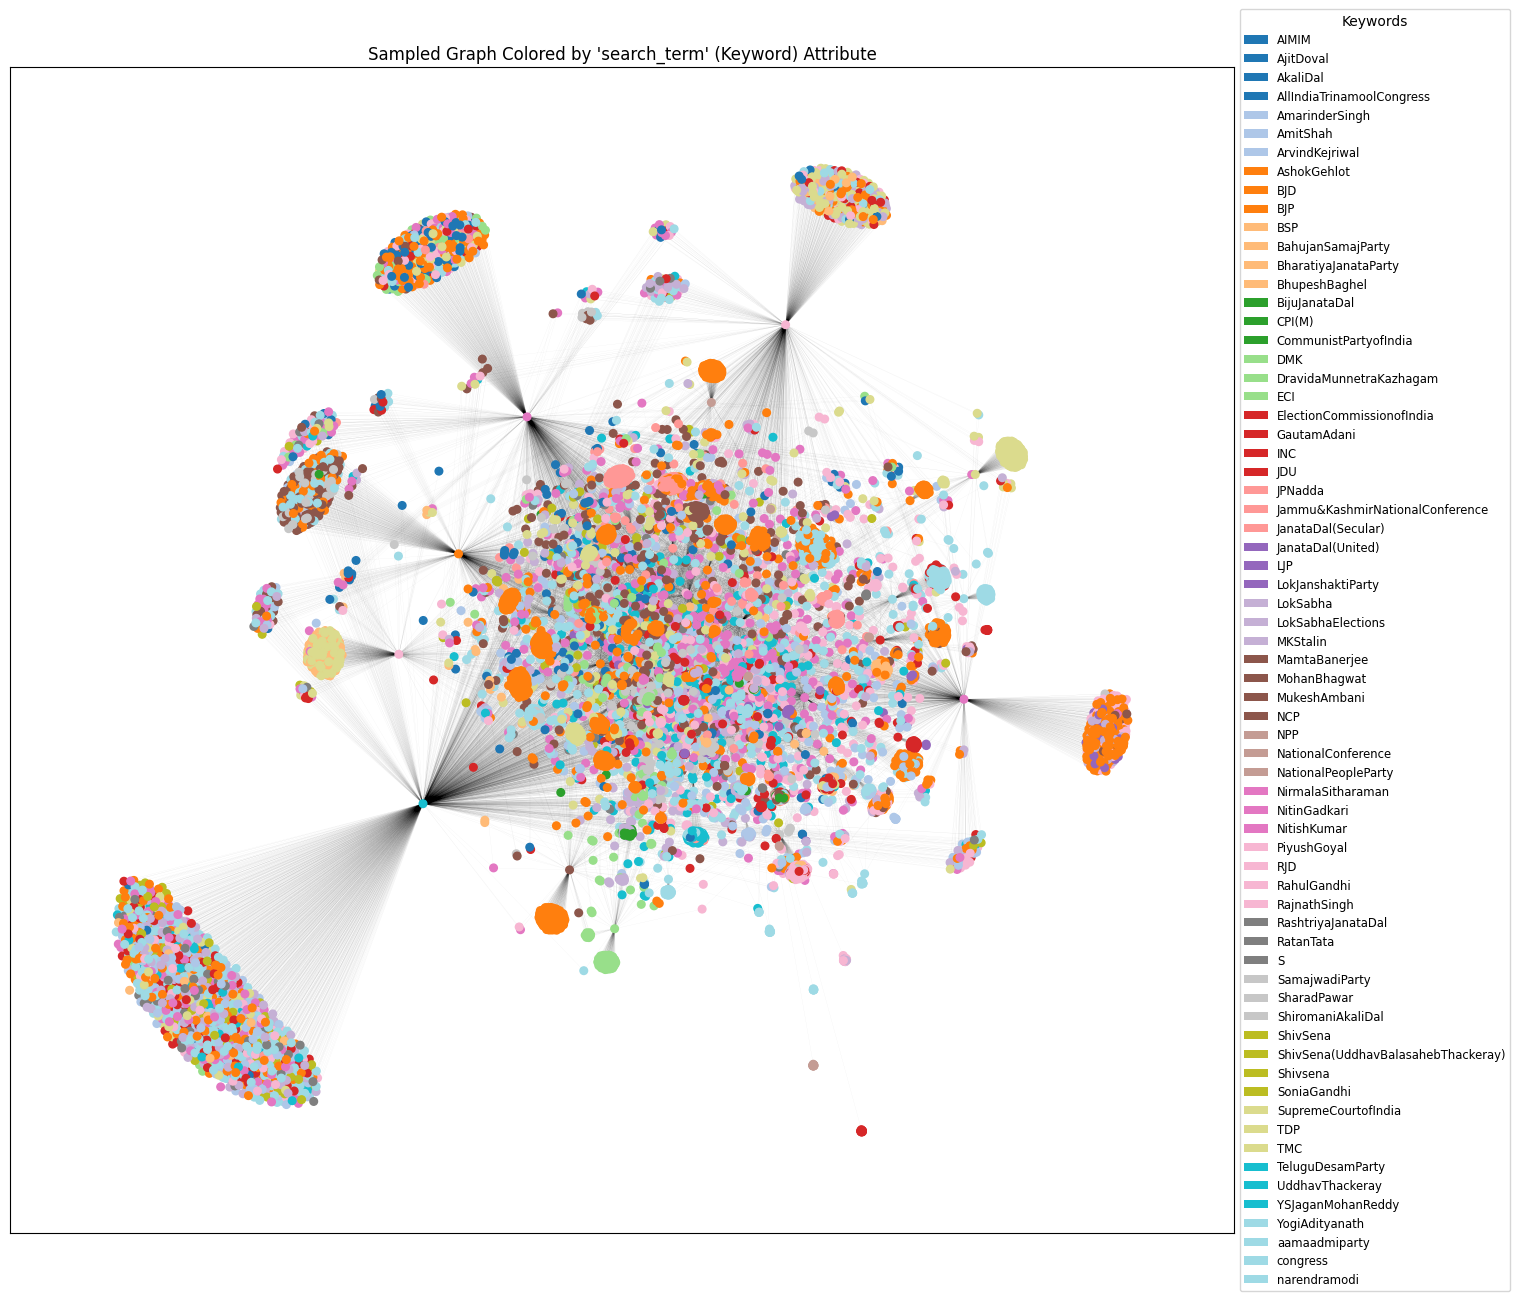 Sampled Graph Colored by 'search_term' (Keyword) Attribute
Keywords
AIMIM
AjitDoval
AkaliDal
AllIndiaTrinamoolCongress
AmarinderSingh
AmitShah
ArvindKejriwal
AshokGehlot
BJD
BJP
BSP
BahujanSamajParty
BharatiyaJanataParty
BhupeshBaghel
BijuJanataDal
CPI(M)
CommunistPartyofIndia
DMK
DravidaMunnetraKazhagam
ECI
ElectionCommissionofIndia
GautamAdani
INC
JDU
JPNadda
Jammu&KashmirNationalConference
JanataDal(Secular)
JanataDal(United)
LJP
LokJanshaktiParty
LokSabha
LokSabhaElections
MKStalin
MamtaBanerjee
MohanBhagwat
MukeshAmbani
NCP
NPP
NationalConference
NationalPeopleParty
NirmalaSitharaman
NitinGadkari
NitishKumar
PiyushGoyal
RJD
RahulGandhi
RajnathSingh
RashtriyaJanataDal
RatanTata
S
SamajwadiParty
SharadPawar
ShiromaniAkaliDal
ShivSena
ShivSena(UddhavBalasahebThackeray)
Shivsena
SoniaGandhi
SupremeCourtofIndia
TDP
TMC
TeluguDesamParty
UddhavThackeray
YSJaganMohanReddy
YogiAdityanath
aamaadmiparty
congress
narendramodi